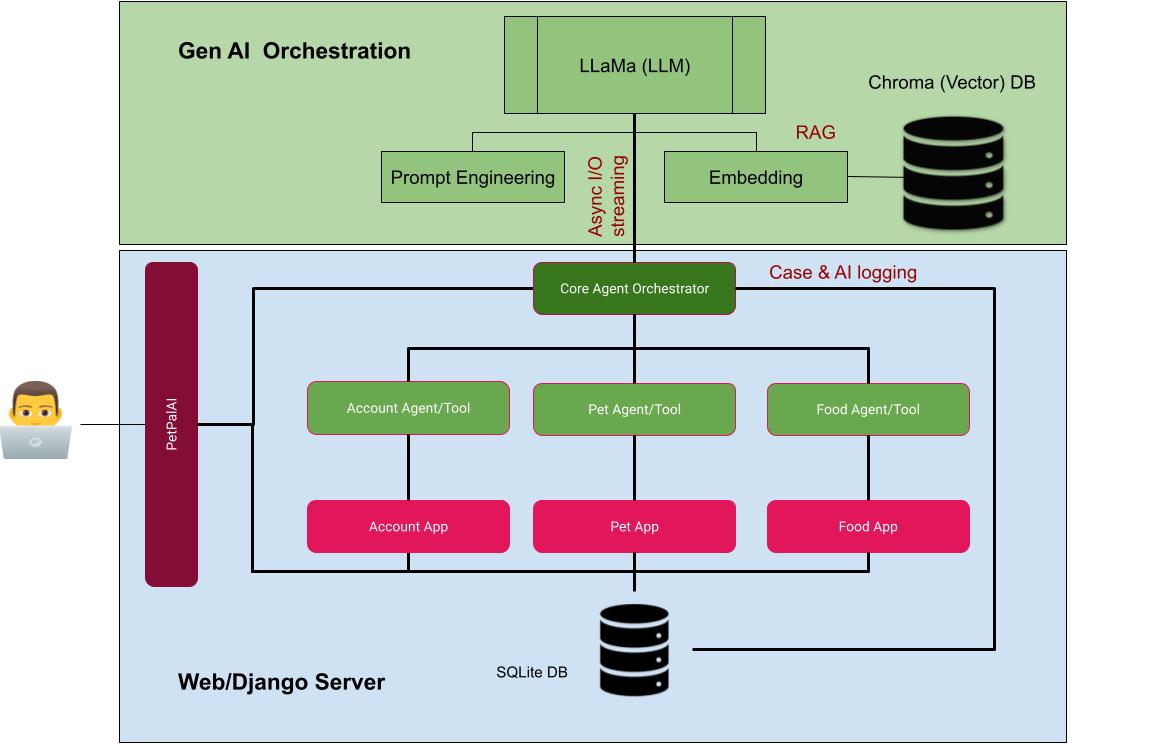 Gen AI  Orchestration
LLaMa (LLM)
Chroma (Vector) DB
RAG
Prompt Engineering
Async I/O
streaming
Embedding
Core Agent Orchestrator
Case & AI logging
PetPalAI
Account Agent/Tool
Pet Agent/Tool
Food Agent/Tool
Account App
Pet App
Food App
SQLite DB
Web/Django Server